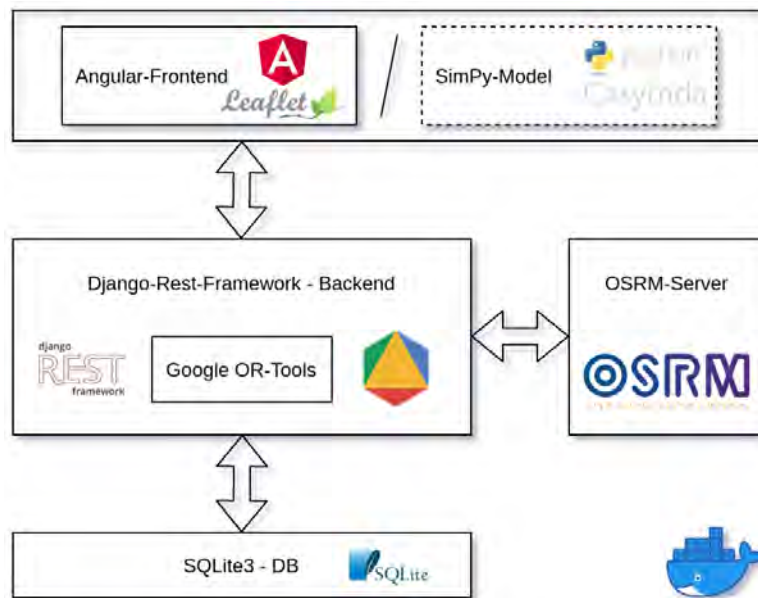 Angular-Frontend
Leaflet
SimPy-Model
python
Django-Rest-Framework - Backend
OSRM-Server
django
REST
framework
Google OR-Tools
OSRM
SQLite3 - DB
SQLite